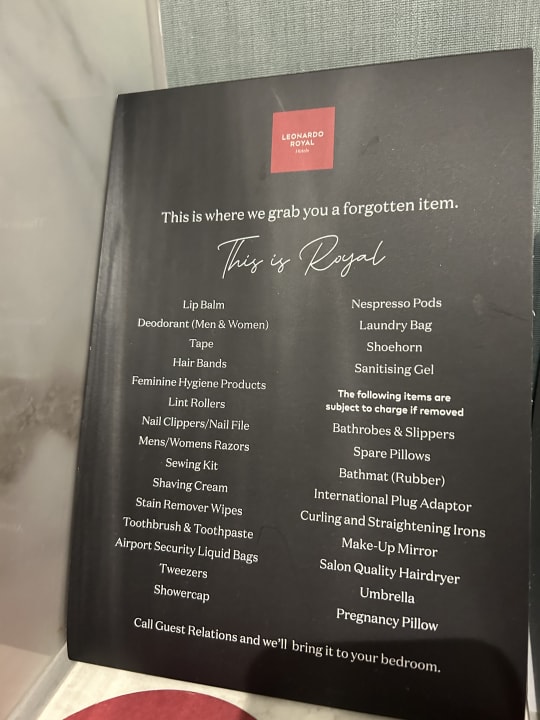 LEONARDO
ROYAL
Hotels
This is where we grab you a forgotten item.
This is Royal
Lip Balm
Deodorant (Men & Women)
Tape
Hair Bands
Feminine Hygiene Products
Lint Rollers
Nail Clippers/Nail File
Mens/Womens Razors
Sewing Kit
Shaving Cream
Stain Remover Wipes
Toothbrush & Toothpaste
Airport Security Liquid Bags
Tweezers
Showercap
Nespresso Pods
Laundry Bag
Shoehorn
Sanitising Gel
The following items are
subject to charge if removed
Bathrobes & Slippers
Spare Pillows
Bathmat (Rubber)
International Plug Adaptor
Curling and Straightening Irons
Make-Up Mirror
Salon Quality Hairdryer
Umbrella
Pregnancy Pillow
Call Guest Relations and we'll bring it to your bedroom.